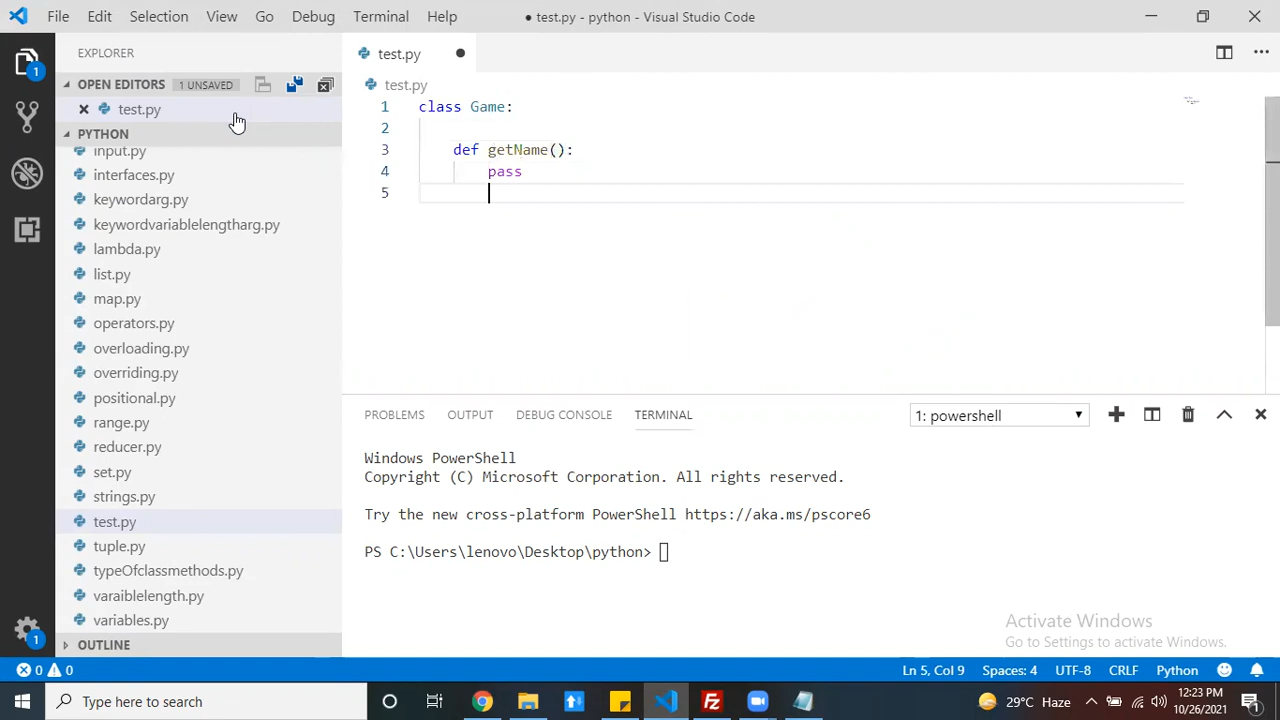 File Edit Selection View Go Debug Terminal Help ● test.py - python - Visual Studio Code
EXPLORER
OPEN EDITORS 1 UNSAVED
test.py
PYTHON
input.py
interfaces.py
keywordarg.py
keywordvariablelengtharg.py
lambda.py
list.py
map.py
operators.py
overloading.py
overriding.py
positional.py
range.py
reducer.py
set.py
strings.py
test.py
tuple.py
typeOfclassmethods.py
varaiblelength.py
variables.py
OUTLINE
1
1
test.py
test.py
1 class Game:
2
3 def getName():
4 pass
5
PROBLEMS OUTPUT DEBUG CONSOLE TERMINAL 1: powershell
Windows PowerShell
Copyright (C) Microsoft Corporation. All rights reserved.
Try the new cross-platform PowerShell https://aka.ms/pscore6
PS C:\Users\lenovo\Desktop\python>
Activate Windows
Go to Settings to activate Windows.
0 0 Ln 5, Col 9 Spaces: 4 UTF-8 CRLF Python 1
Type here to search
29°C Haze
12:23 PM
10/26/2021
1